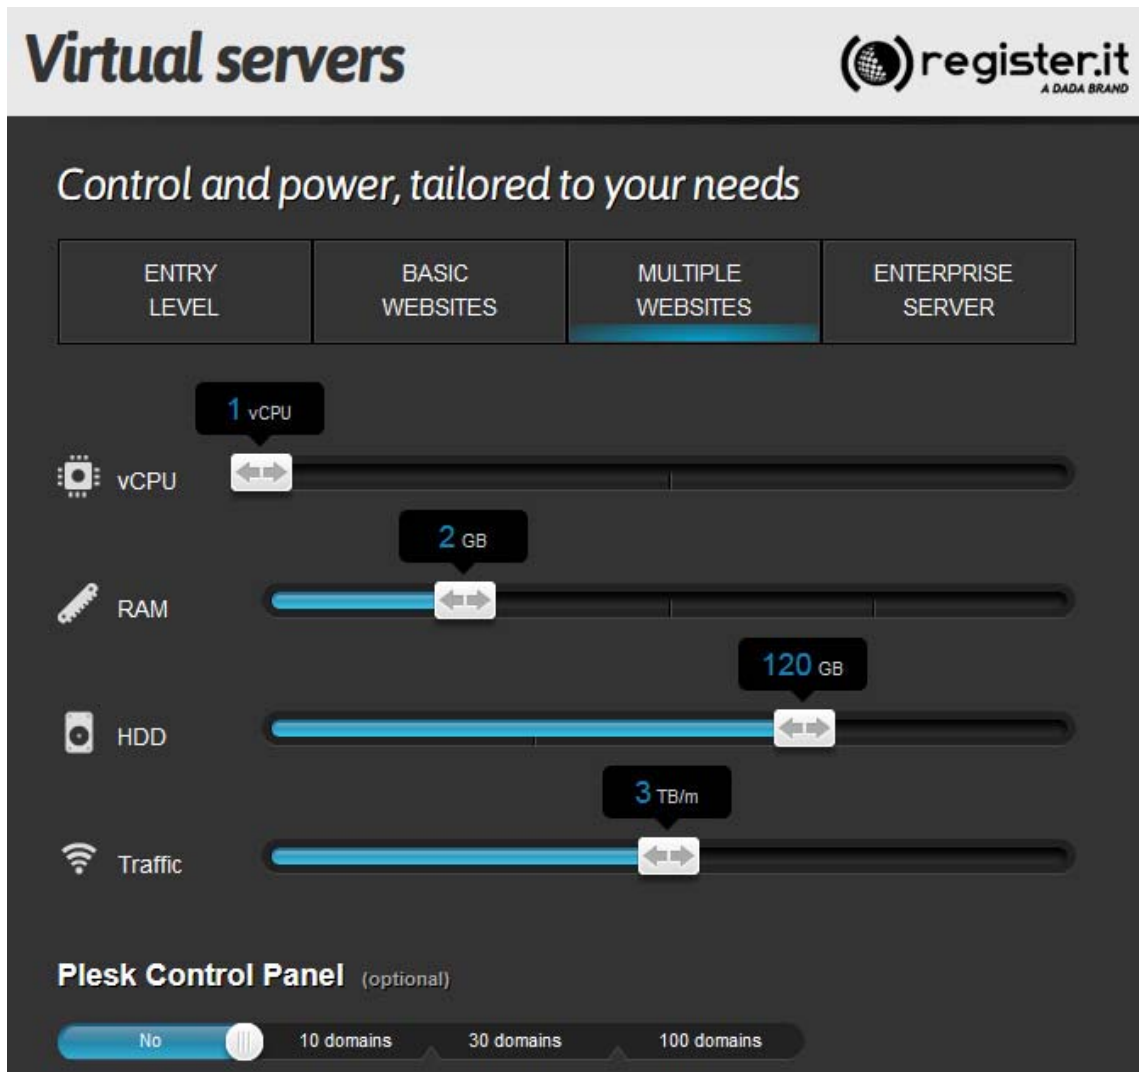 Virtual servers
register.it
A DADA BRAND
Control and power, tailored to your needs
ENTRY
LEVEL
BASIC
WEBSITES
MULTIPLE
WEBSITES
ENTERPRISE
SERVER
1 vCPU
vCPU
2 GB
RAM
120 GB
HDD
3 TB/m
Traffic
Plesk Control Panel (optional)
No 10 domains 30 domains 100 domains